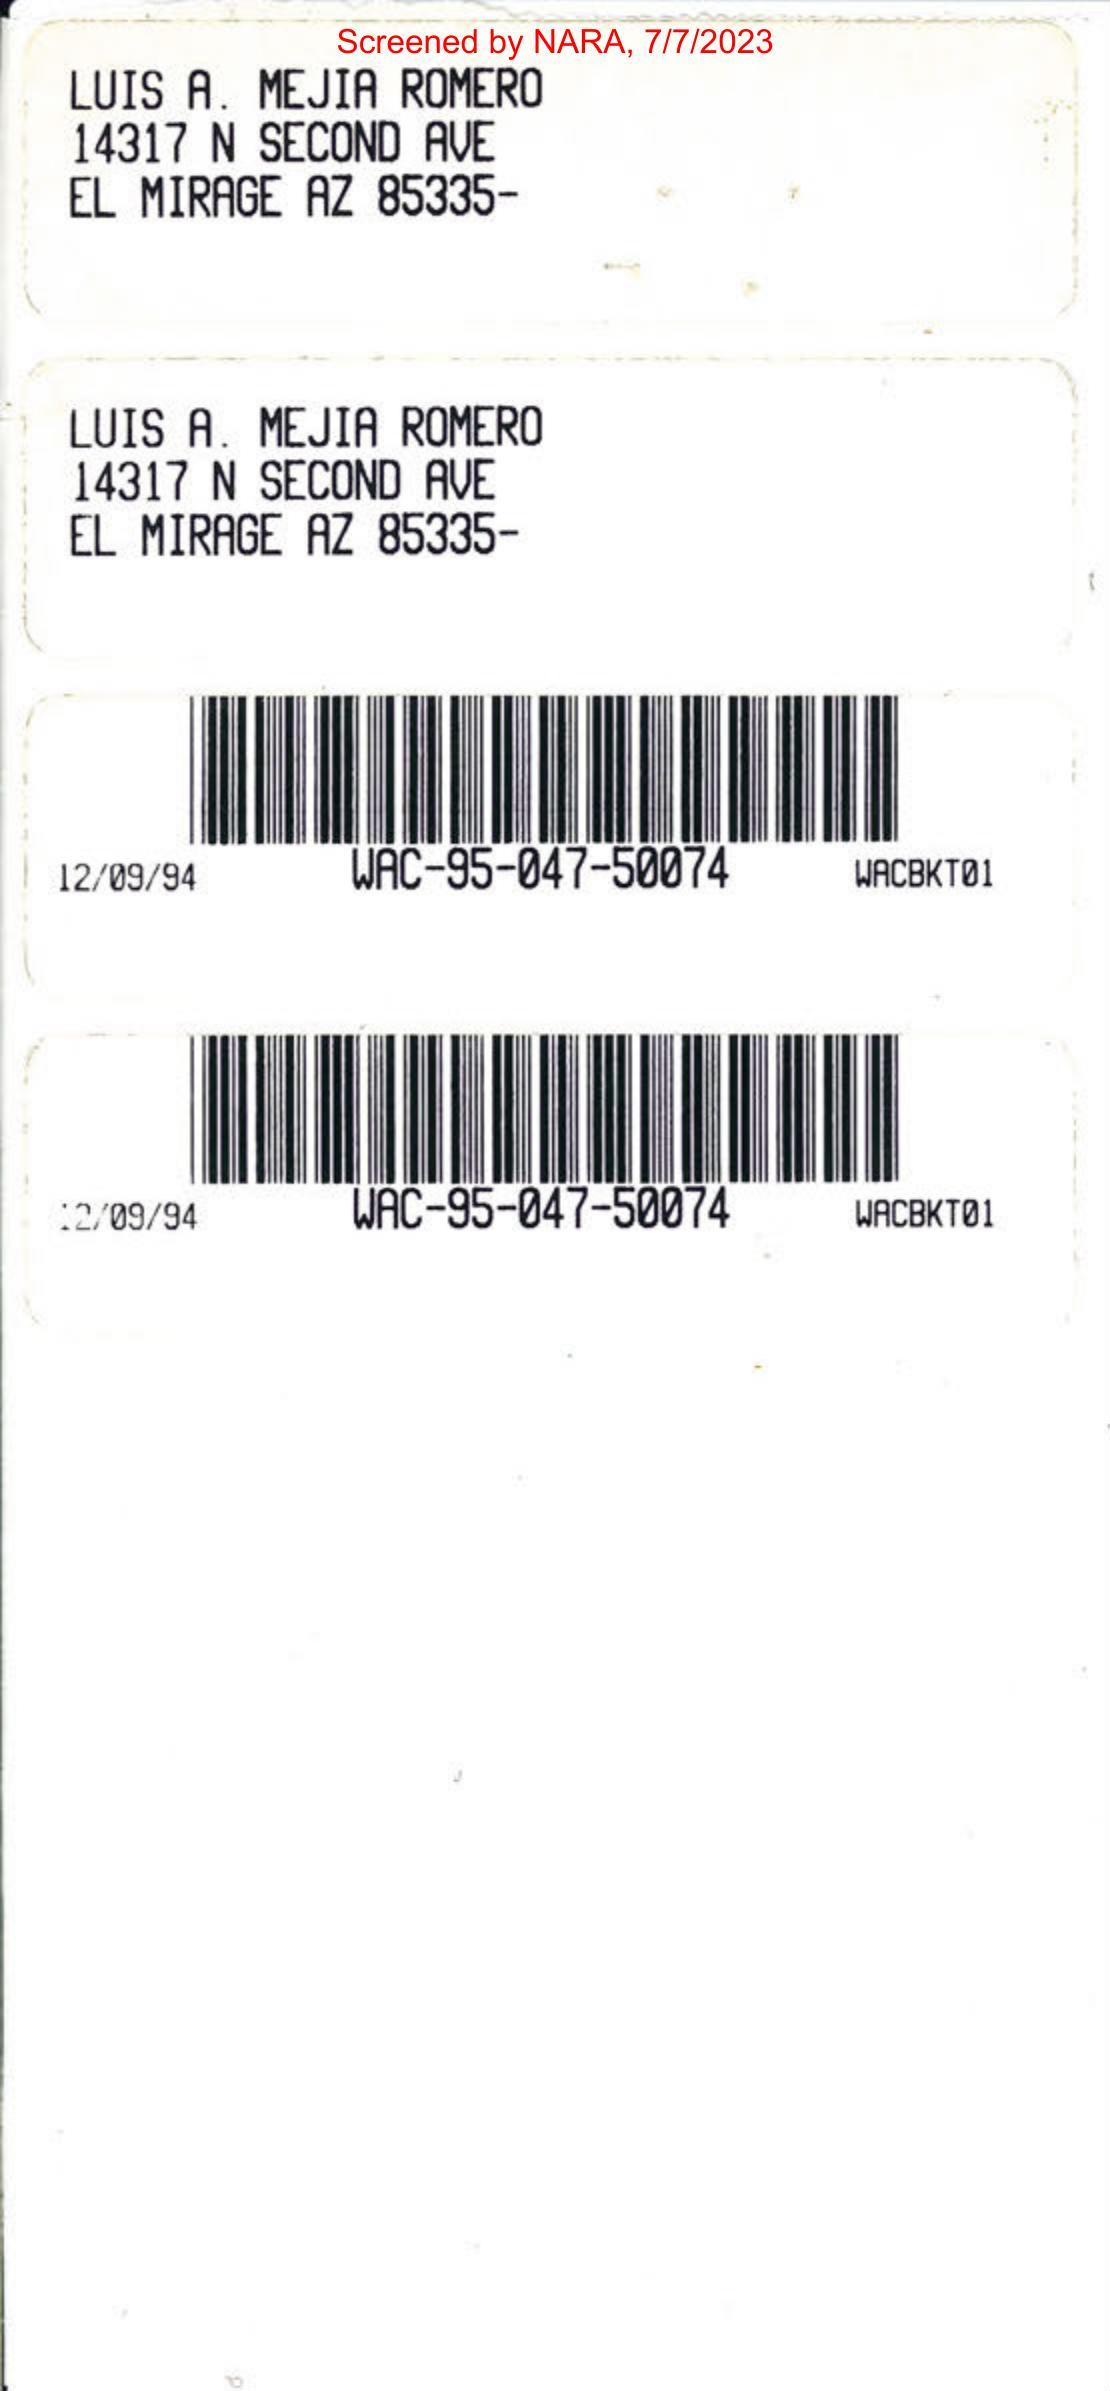 Screened by NARA, 7/7/2023
LUIS A. MEJIA ROMERO
14317 N SECOND AVE
EL MIRAGE AZ 85335-
LUIS A. MEJIA ROMERO
14317 N SECOND AVE
EL MIRAGE AZ 85335-
12/09/94 WAC-95-047-50074 WACBKT01
12/09/94 WAC-95-047-50074 WACBKT01